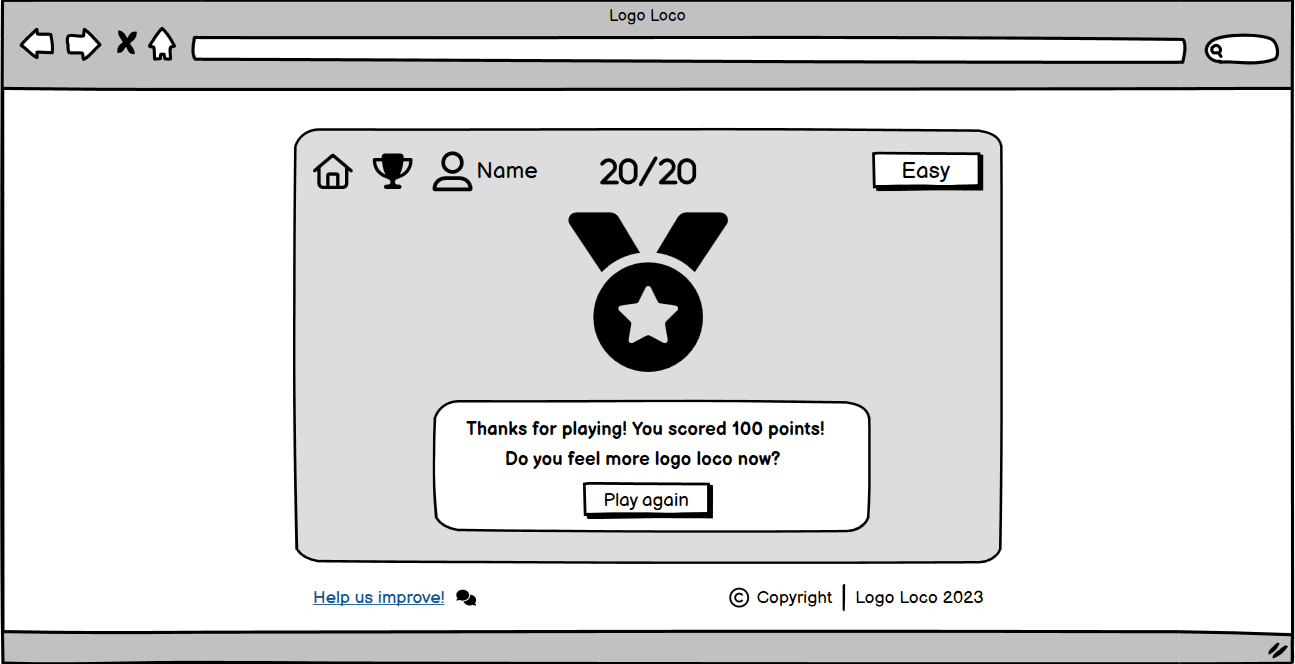 Logo Loco
Name 20/20 Easy
Thanks for playing! You scored 100 points!
Do you feel more logo loco now?
Play again
Help us improve! © Copyright | Logo Loco 2023